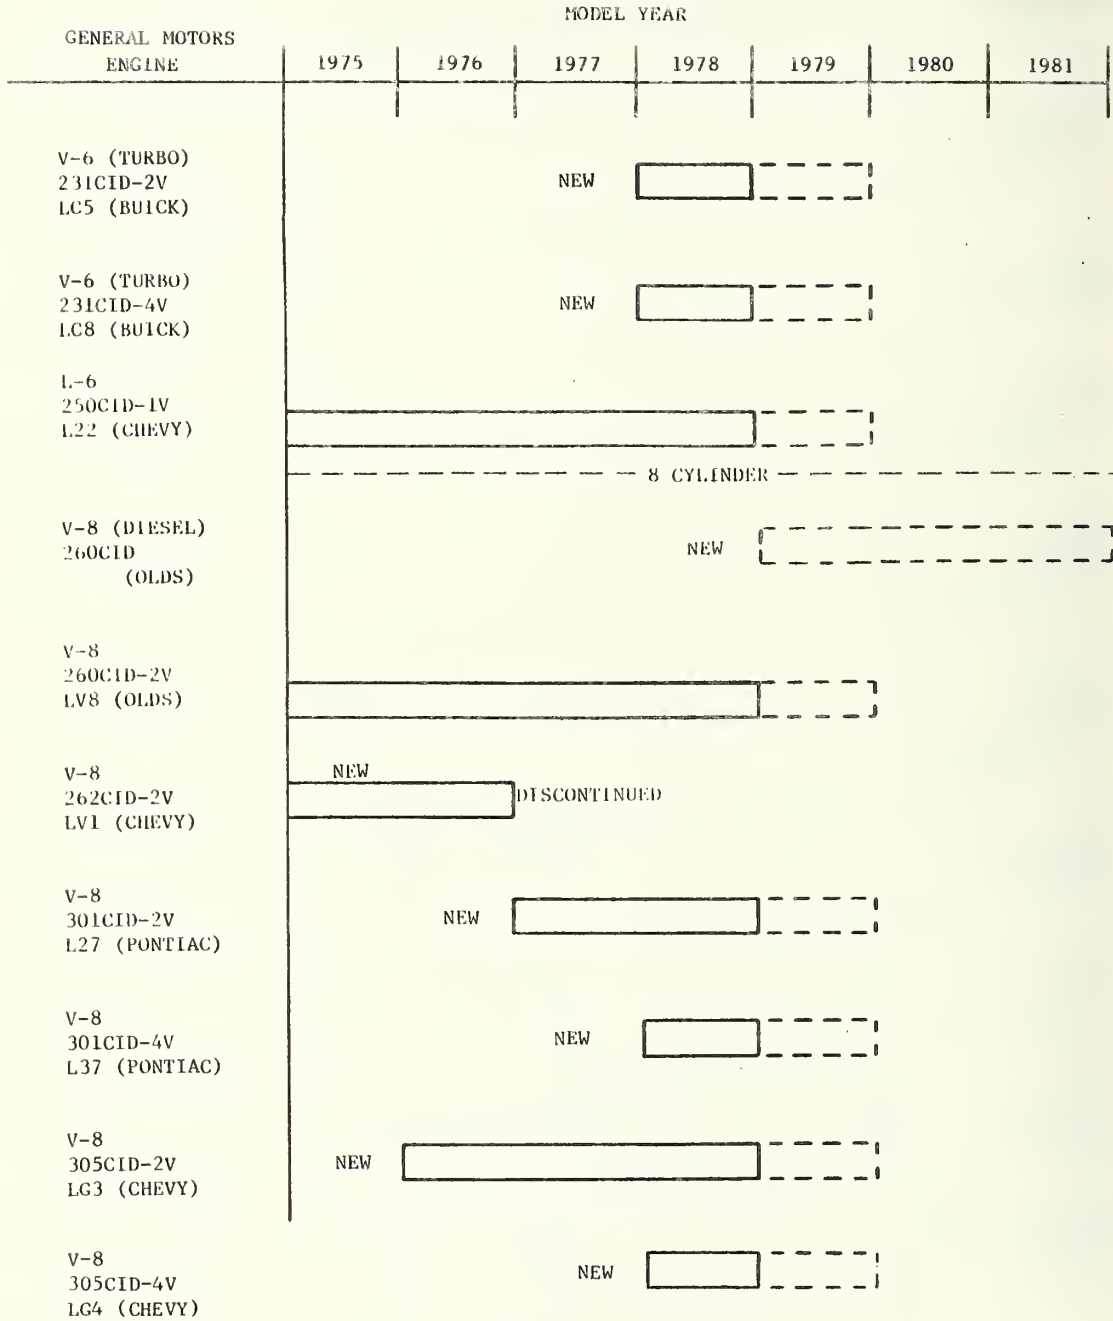 MODEL YEAR
GENERAL MOTORS
ENGINE
1975 1976 1977 1978 1979 1980 1981
V-6 (TURBO)
231CID-2V
LC5 (BUICK)
NEW
V-6 (TURBO)
231CID-4V
LC8 (BUICK)
NEW
L-6
250CID-1V
L22 (CHEVY)
8 CYLINDER
V-8 (DIESEL)
260CID
(OLDS)
NEW
V-8
260CID-2V
LV8 (OLDS)
V-8
262CID-2V
LV1 (CHEVY)
NEW
DISCONTINUED
V-8
301CID-2V
L27 (PONTIAC)
NEW
V-8
301CID-4V
L37 (PONTIAC)
NEW
V-8
305CID-2V
LG3 (CHEVY)
NEW
V-8
305CID-4V
LG4 (CHEVY)
NEW